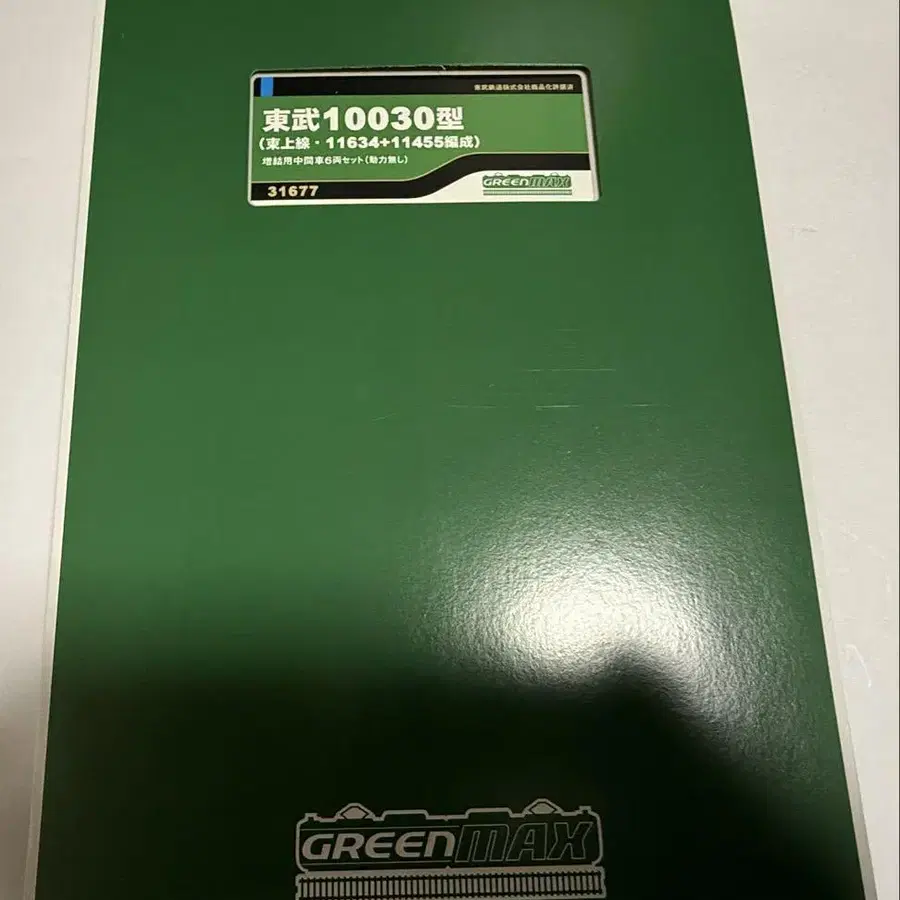 東武鉄道株式会社商品化許諾済
東武10030型
(東上線・11634+11455編成)
増結用中間車6両セット(動力無し)
31677
GREENMAX
GREENMAX